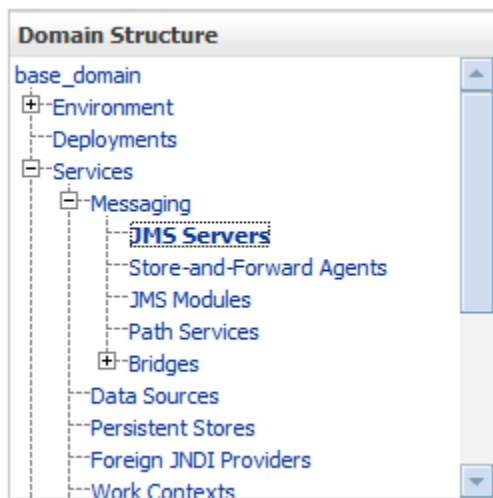 Domain Structure
base_domain
Environment
Deployments
Services
Messaging
JMS Servers
Store-and-Forward Agents
JMS Modules
Path Services
Bridges
Data Sources
Persistent Stores
Foreign JNDI Providers
Work Contexts